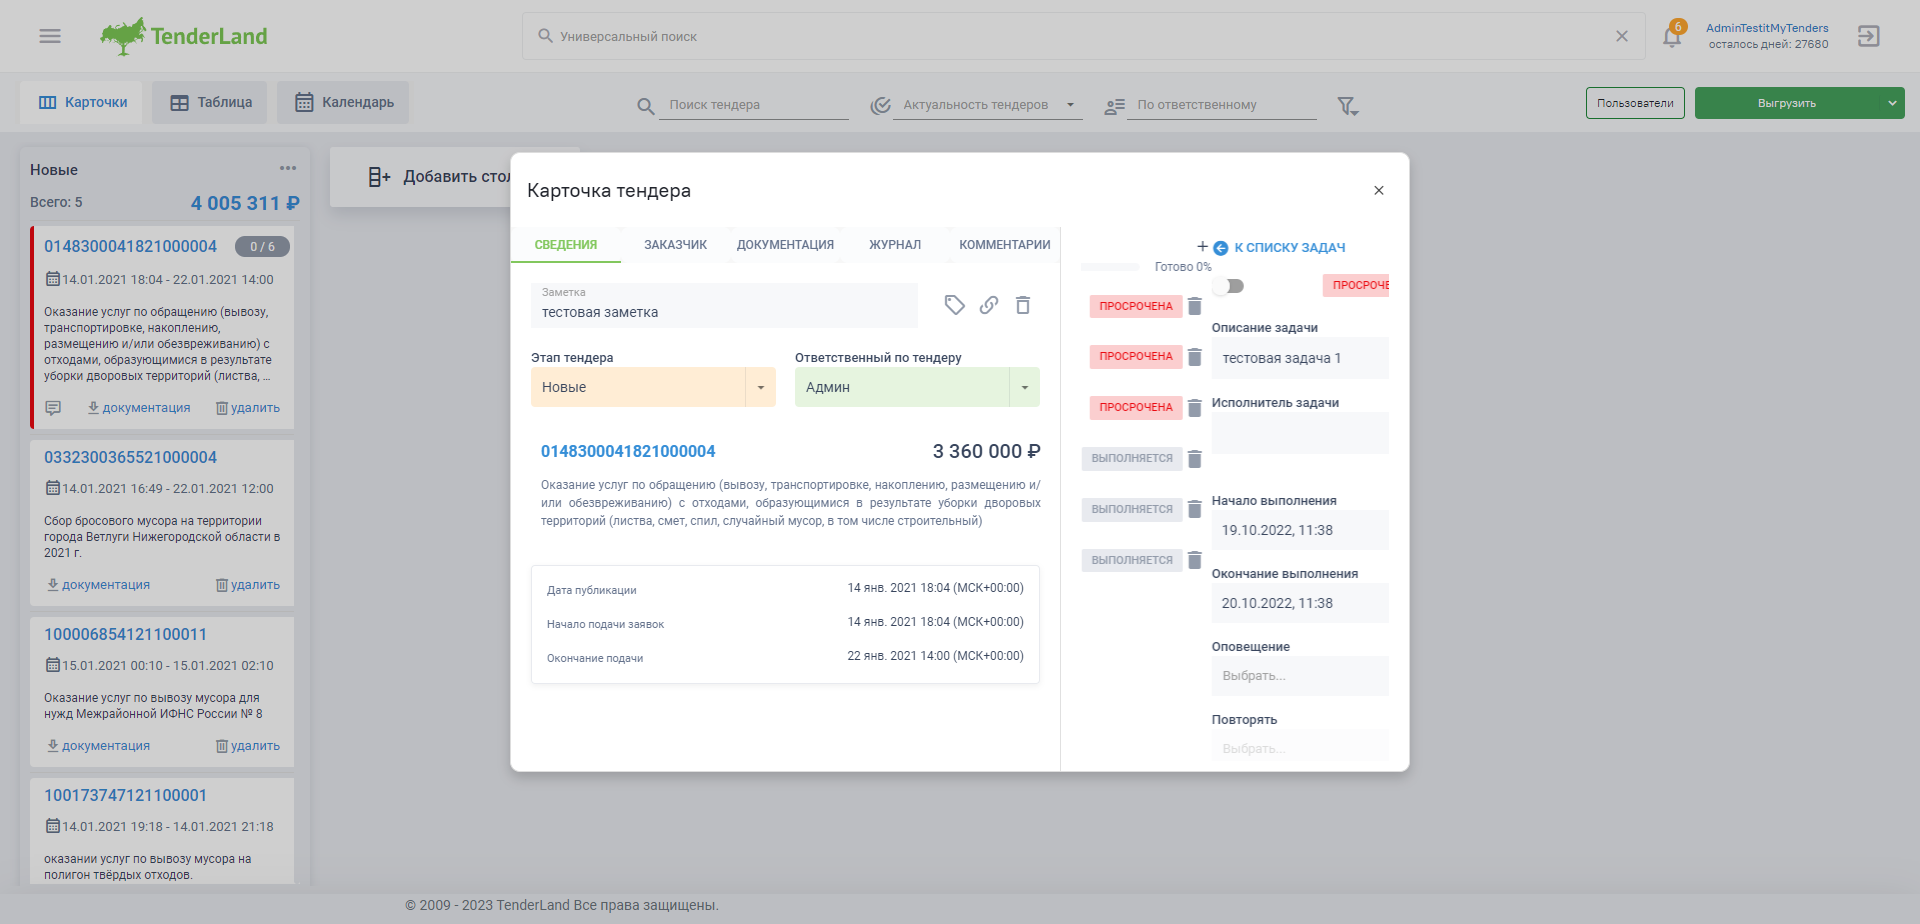 TenderLand
Универсальный поиск
6
AdminTestitMyTenders
осталось дней: 27680
Карточки
Таблица
Календарь
Поиск тендера
Актуальность тендеров
По ответственному
Пользователи
Выгрузить
Новые
Всего: 5
4 005 311 ₽
0148300041821000004
0 / 6
14.01.2021 18:04 - 22.01.2021 14:00
Оказание услуг по обращению (вывозу,
транспортировке, накоплению,
размещению и/или обезвреживанию) с
отходами, образующимися в результате
уборки дворовых территорий (листва, ...
документация
удалить
0332300365521000004
14.01.2021 16:49 - 22.01.2021 12:00
Сбор бросового мусора на территории
города Ветлуги Нижегородской области в
2021 г.
документация
удалить
100006854121100011
15.01.2021 00:10 - 15.01.2021 02:10
Оказание услуг по вывозу мусора для
нужд Межрайонной ИФНС России № 8
документация
удалить
100173747121100001
14.01.2021 19:18 - 14.01.2021 21:18
оказании услуг по вывозу мусора на
полигон твёрдых отходов.
Добавить стол
Карточка тендера
СВЕДЕНИЯ
ЗАКАЗЧИК
ДОКУМЕНТАЦИЯ
ЖУРНАЛ
КОММЕНТАРИИ
Заметка
тестовая заметка
Этап тендера
Ответственный по тендеру
Новые
Админ
0148300041821000004
3 360 000 ₽
Оказание услуг по обращению (вывозу, транспортировке, накоплению, размещению и/
или обезвреживанию) с отходами, образующимися в результате уборки дворовых
территорий (листва, смет, спил, случайный мусор, в том числе строительный)
Дата публикации
14 янв. 2021 18:04 (МСК+00:00)
Начало подачи заявок
14 янв. 2021 18:04 (МСК+00:00)
Окончание подачи
22 янв. 2021 14:00 (МСК+00:00)
+
Готово 0%
ПРОСРОЧЕНА
ПРОСРОЧЕНА
ПРОСРОЧЕНА
ВЫПОЛНЯЕТСЯ
ВЫПОЛНЯЕТСЯ
ВЫПОЛНЯЕТСЯ
К СПИСКУ ЗАДАЧ
ПРОСРОЧЕ
Описание задачи
тестовая задача 1
Исполнитель задачи
Начало выполнения
19.10.2022, 11:38
Окончание выполнения
20.10.2022, 11:38
Оповещение
Выбрать...
Повторять
Выбрать...
© 2009 - 2023 TenderLand Все права защищены.